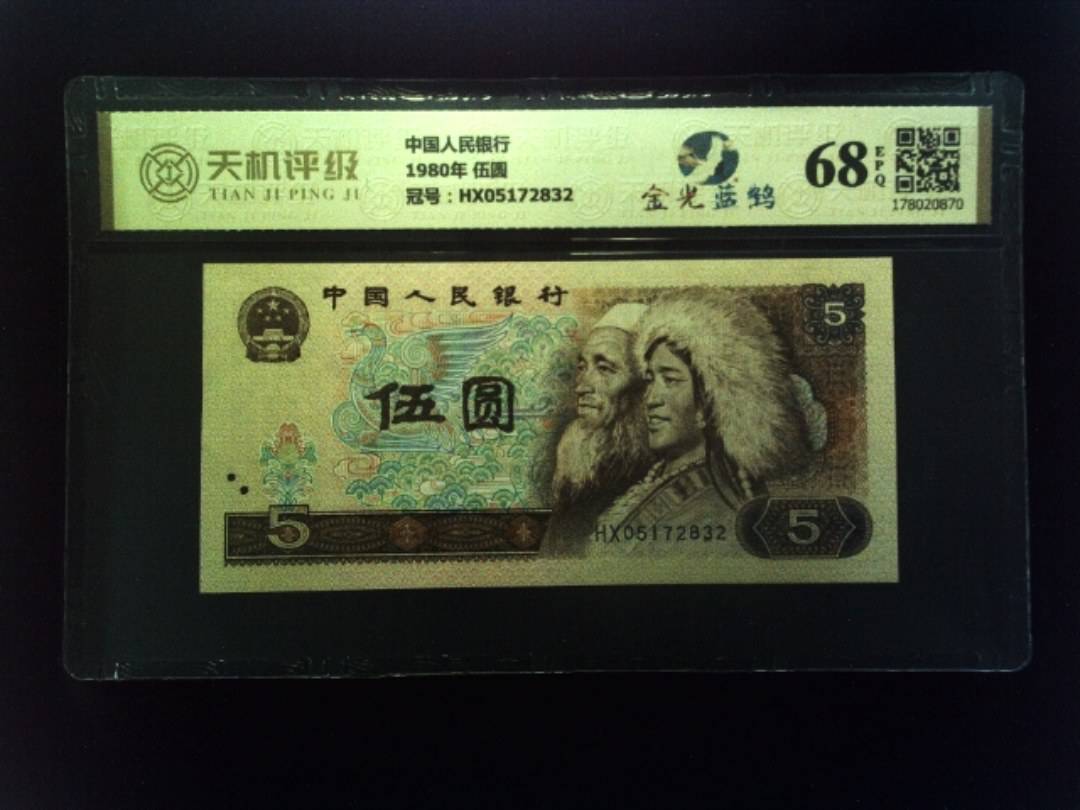 天机评级
TIAN JI PING JI
中国人民银行
1980年 伍圆
冠号：HX05172832
金光蓝鹤
68
EPQ
178020870
中国人民银行
5
伍圆
5
HX05172832
5